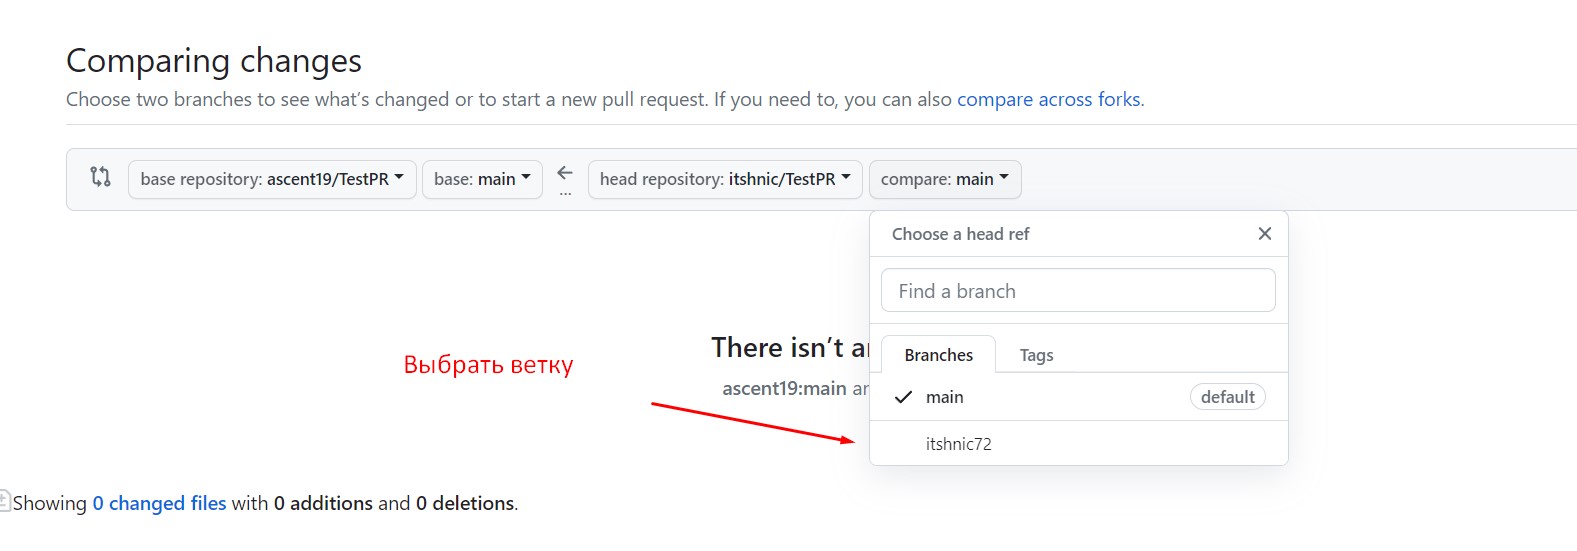 Comparing changes
Choose two branches to see what’s changed or to start a new pull request. If you need to, you can also compare across forks.
base repository: ascent19/TestPR base: main ... head repository: itshnic/TestPR compare: main
Choose a head ref
Find a branch
There isn’t a
Выбрать ветку
Branches Tags
ascent19:main
main default
itshnic72
Showing 0 changed files with 0 additions and 0 deletions.